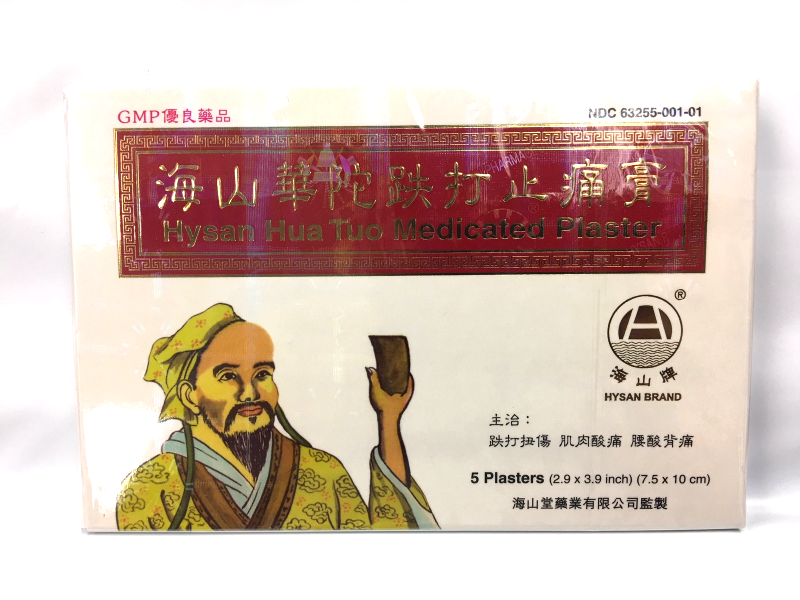 GMP優良藥品
NDC 63255-001-01
海山華陀跌打止痛膏
Hysan Hua Tuo Medicated Plaster
®
海山牌
HYSAN BRAND
主治：
跌打扭傷 肌肉酸痛 腰酸背痛
5 Plasters (2.9 x 3.9 inch) (7.5 x 10 cm)
海山堂藥業有限公司監製